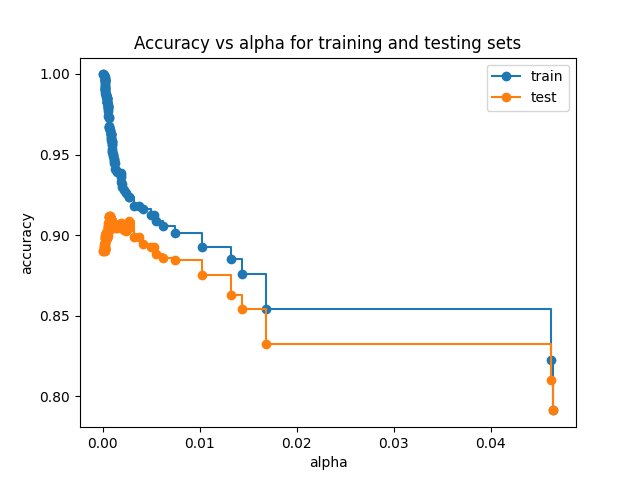 Accuracy vs alpha for training and testing sets
train
test
1.00
0.95
0.90
0.85
0.80
accuracy
0.00
0.01
0.02
0.03
0.04
alpha